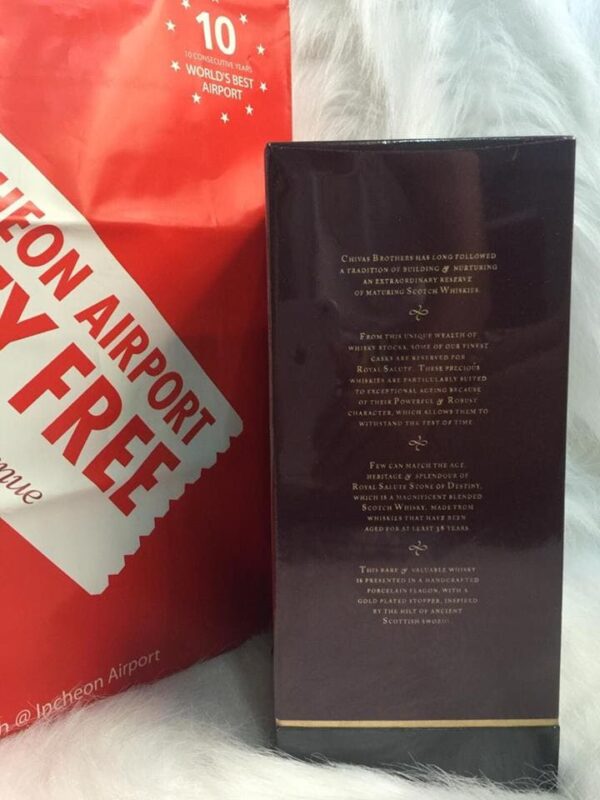 10
10 CONSECUTIVE YEARS
WORLD'S BEST
AIRPORT
HEON AIRPORT
Y FREE
nue
n @ Incheon Airport
CHIVAS BROTHERS HAS LONG FOLLOWED
A TRADITION OF BUILDING & NURTURING
AN EXTRAORDINARY RESERVE
OF MATURING SCOTCH WHISKIES.
FROM THIS UNIQUE WEALTH OF
WHISKY STOCKS, SOME OF OUR FINEST
CASKS ARE RESERVED FOR
ROYAL SALUTE. THESE PRECIOUS
WHISKIES ARE PARTICULARLY SUITED
TO EXCEPTIONAL AGEING BECAUSE
OF THEIR POWERFUL & ROBUST
CHARACTER, WHICH ALLOWS THEM TO
WITHSTAND THE TEST OF TIME.
FEW CAN MATCH THE AGE,
HERITAGE & SPLENDOUR OF
ROYAL SALUTE STONE OF DESTINY,
WHICH IS A MAGNIFICENT BLENDED
SCOTCH WHISKY, MADE FROM
WHISKIES THAT HAVE BEEN
AGED FOR AT LEAST 38 YEARS.
THIS RARE & VALUABLE WHISKY
IS PRESENTED IN A HANDCRAFTED
PORCELAIN FLAGON, WITH A
GOLD PLATED STOPPER, INSPIRED
BY THE HILT OF ANCIENT
SCOTTISH SWORDS.